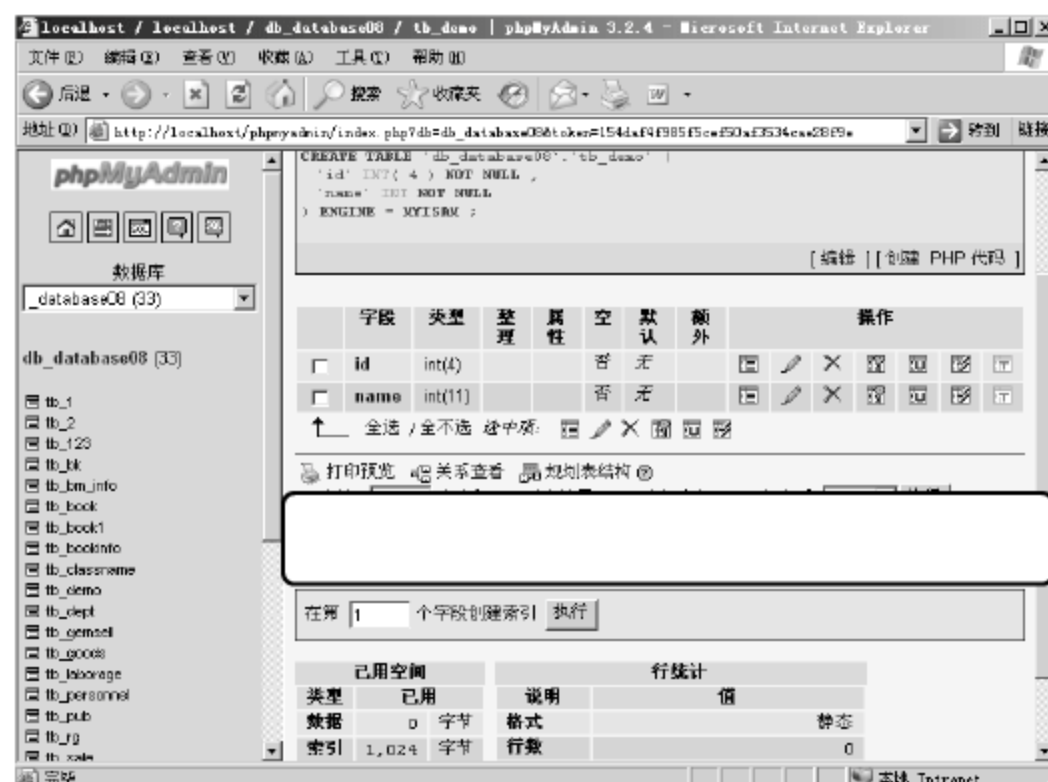 localhost / localhost / db_database08 / tb_demo | phpMyAdmin 3.2.4 - Microsoft Internet Explorer
文件(F) 编辑(E) 查看(V) 收藏(A) 工具(T) 帮助(H)
后退 搜索 收藏夹
地址(D) http://localhost/phpmyadmin/index.php?db=db_database08&token=154daf4f985f5cef50af3534cae28f9e 转到 链接
phpMyAdmin
数据库
_database08 (33)
db_database08 (33)
tb_1
tb_2
tb_123
tb_bk
tb_bm_info
tb_book
tb_book1
tb_bookinfo
tb_classname
tb_demo
tb_dept
tb_gemsell
tb_goods
tb_laborage
tb_personnel
tb_pub
tb_rg
tb_sale
CREATE TABLE `db_database08`.`tb_demo` (
`id` INT( 4 ) NOT NULL ,
`name` INT NOT NULL
) ENGINE = MYISAM ;
[ 编辑 ] [ 创建 PHP 代码 ]
字段 类型 整理 属性 空 默认 额外 操作
id int(4) 否 无
name int(11) 否 无
全选 / 全不选 选中项:
打印预览 关系查看 规划表结构
在第 1 个字段创建索引 执行
已用空间 行统计
类型 已用 说明 值
数据 0 字节 格式 静态
索引 1,024 字节 行数 0
完毕 本地 Intranet